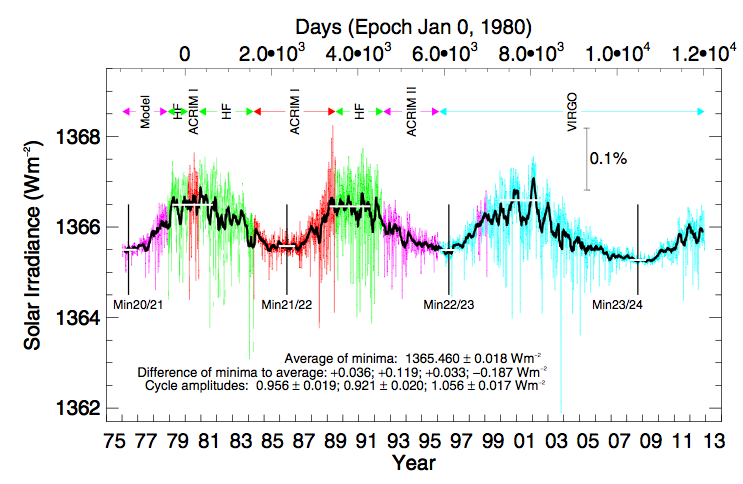 Days (Epoch Jan 0, 1980)
0 2.0•10³ 4.0•10³ 6.0•10³ 8.0•10³ 1.0•10⁴ 1.2•10⁴
Model HF ACRIM I HF ACRIM I HF ACRIM II VIRGO
1368
0.1%
1366
1364
1362
Solar Irradiance (Wm⁻²)
Min20/21 Min21/22 Min22/23 Min23/24
Average of minima: 1365.460 ± 0.018 Wm⁻²
Difference of minima to average: +0.036; +0.119; +0.033; −0.187 Wm⁻²
Cycle amplitudes: 0.956 ± 0.019; 0.921 ± 0.020; 1.056 ± 0.017 Wm⁻²
75 77 79 81 83 85 87 89 91 93 95 97 99 01 03 05 07 09 11 13
Year